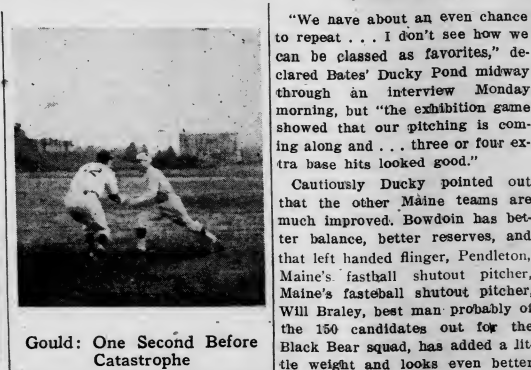 Gould: One Second Before
Catastrophe
"We have about an even chance
to repeat . . . I don't see how we
can be classed as favorites," de-
clared Bates' Ducky Pond midway
through an interview Monday
morning, but "the exhibition game
showed that our pitching is com-
ing along and . . . three or four ex-
tra base hits looked good."
Cautiously Ducky pointed out
that the other Maine teams are
much improved. Bowdoin has bet-
ter balance, better reserves, and
that left handed flinger, Pendleton,
Maine's fastball shutout pitcher,
Maine's fasteball shutout pitcher,
Will Braley, best man probably of
the 150 candidates out for the
Black Bear squad, has added a lit-
tle weight and looks even better